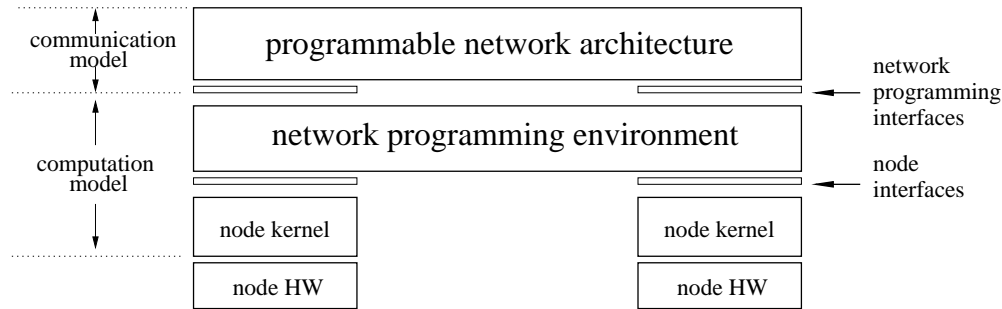 communication
model
programmable network architecture
network
programming
interfaces
network programming environment
computation
model
node
interfaces
node kernel
node kernel
node HW
node HW